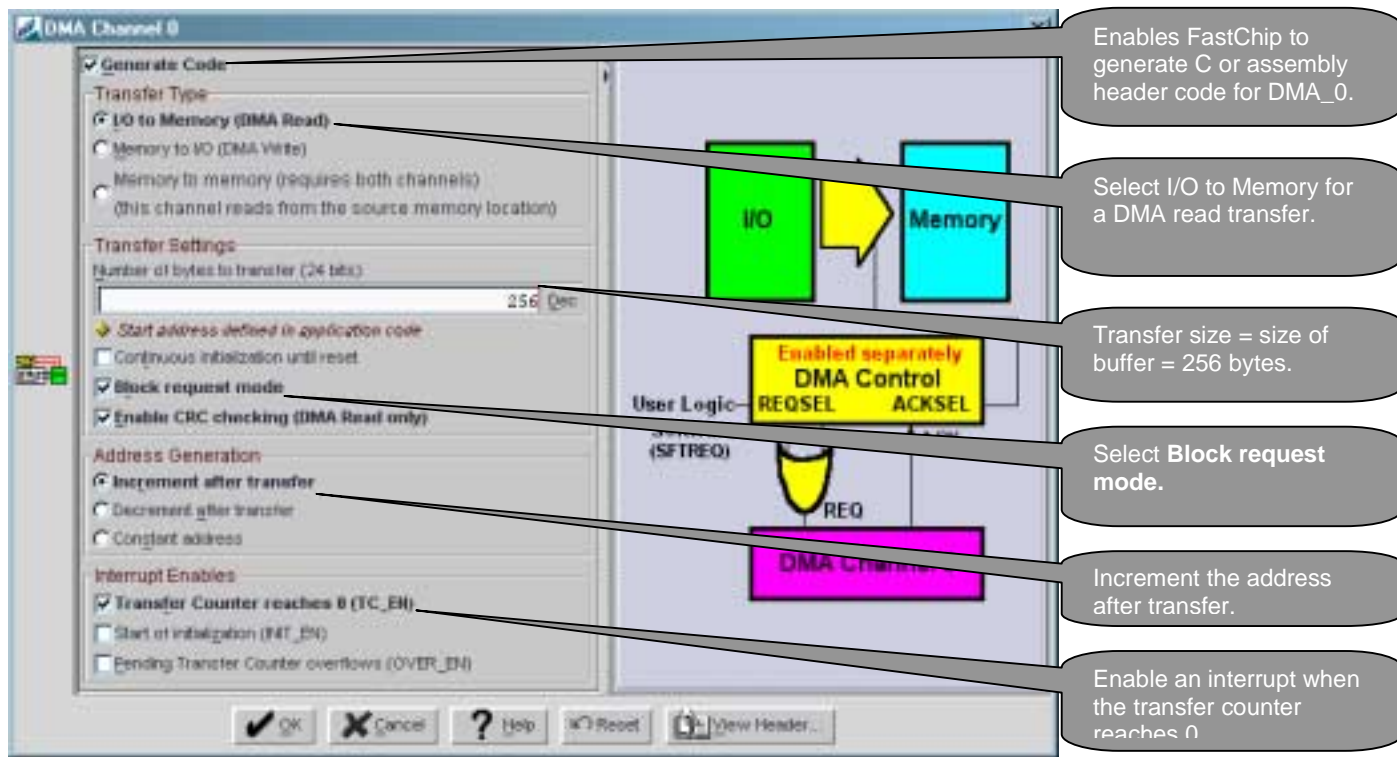 DMA Channel 0
Generate Code
Transfer Type
I/O to Memory (DMA Read)
Memory to I/O (DMA Write)
Memory to memory (requires both channels)
(this channel reads from the source memory location)
Transfer Settings
Number of bytes to transfer (24 bits)
256 Dec
Start address defined in application code
Continuous initialization until reset
Block request mode
Enable CRC checking (DMA Read only)
Address Generation
Increment after transfer
Decrement after transfer
Constant address
Interrupt Enables
Transfer Counter reaches 0 (TC_EN)
Start of initialization (INIT_EN)
Pending Transfer Counter overflows (OVER_EN)
OK
Cancel
? Help
Reset
View Header...
I/O
Memory
Enabled separately
DMA Control
User Logic
REQSEL ACKSEL
(SFTREQ)
REQ
DMA
Enables FastChip to
generate C or assembly
header code for DMA_0.
Select I/O to Memory for
a DMA read transfer.
Transfer size = size of
buffer = 256 bytes.
Select Block request
mode.
Increment the address
after transfer.
Enable an interrupt when
the transfer counter
reaches 0